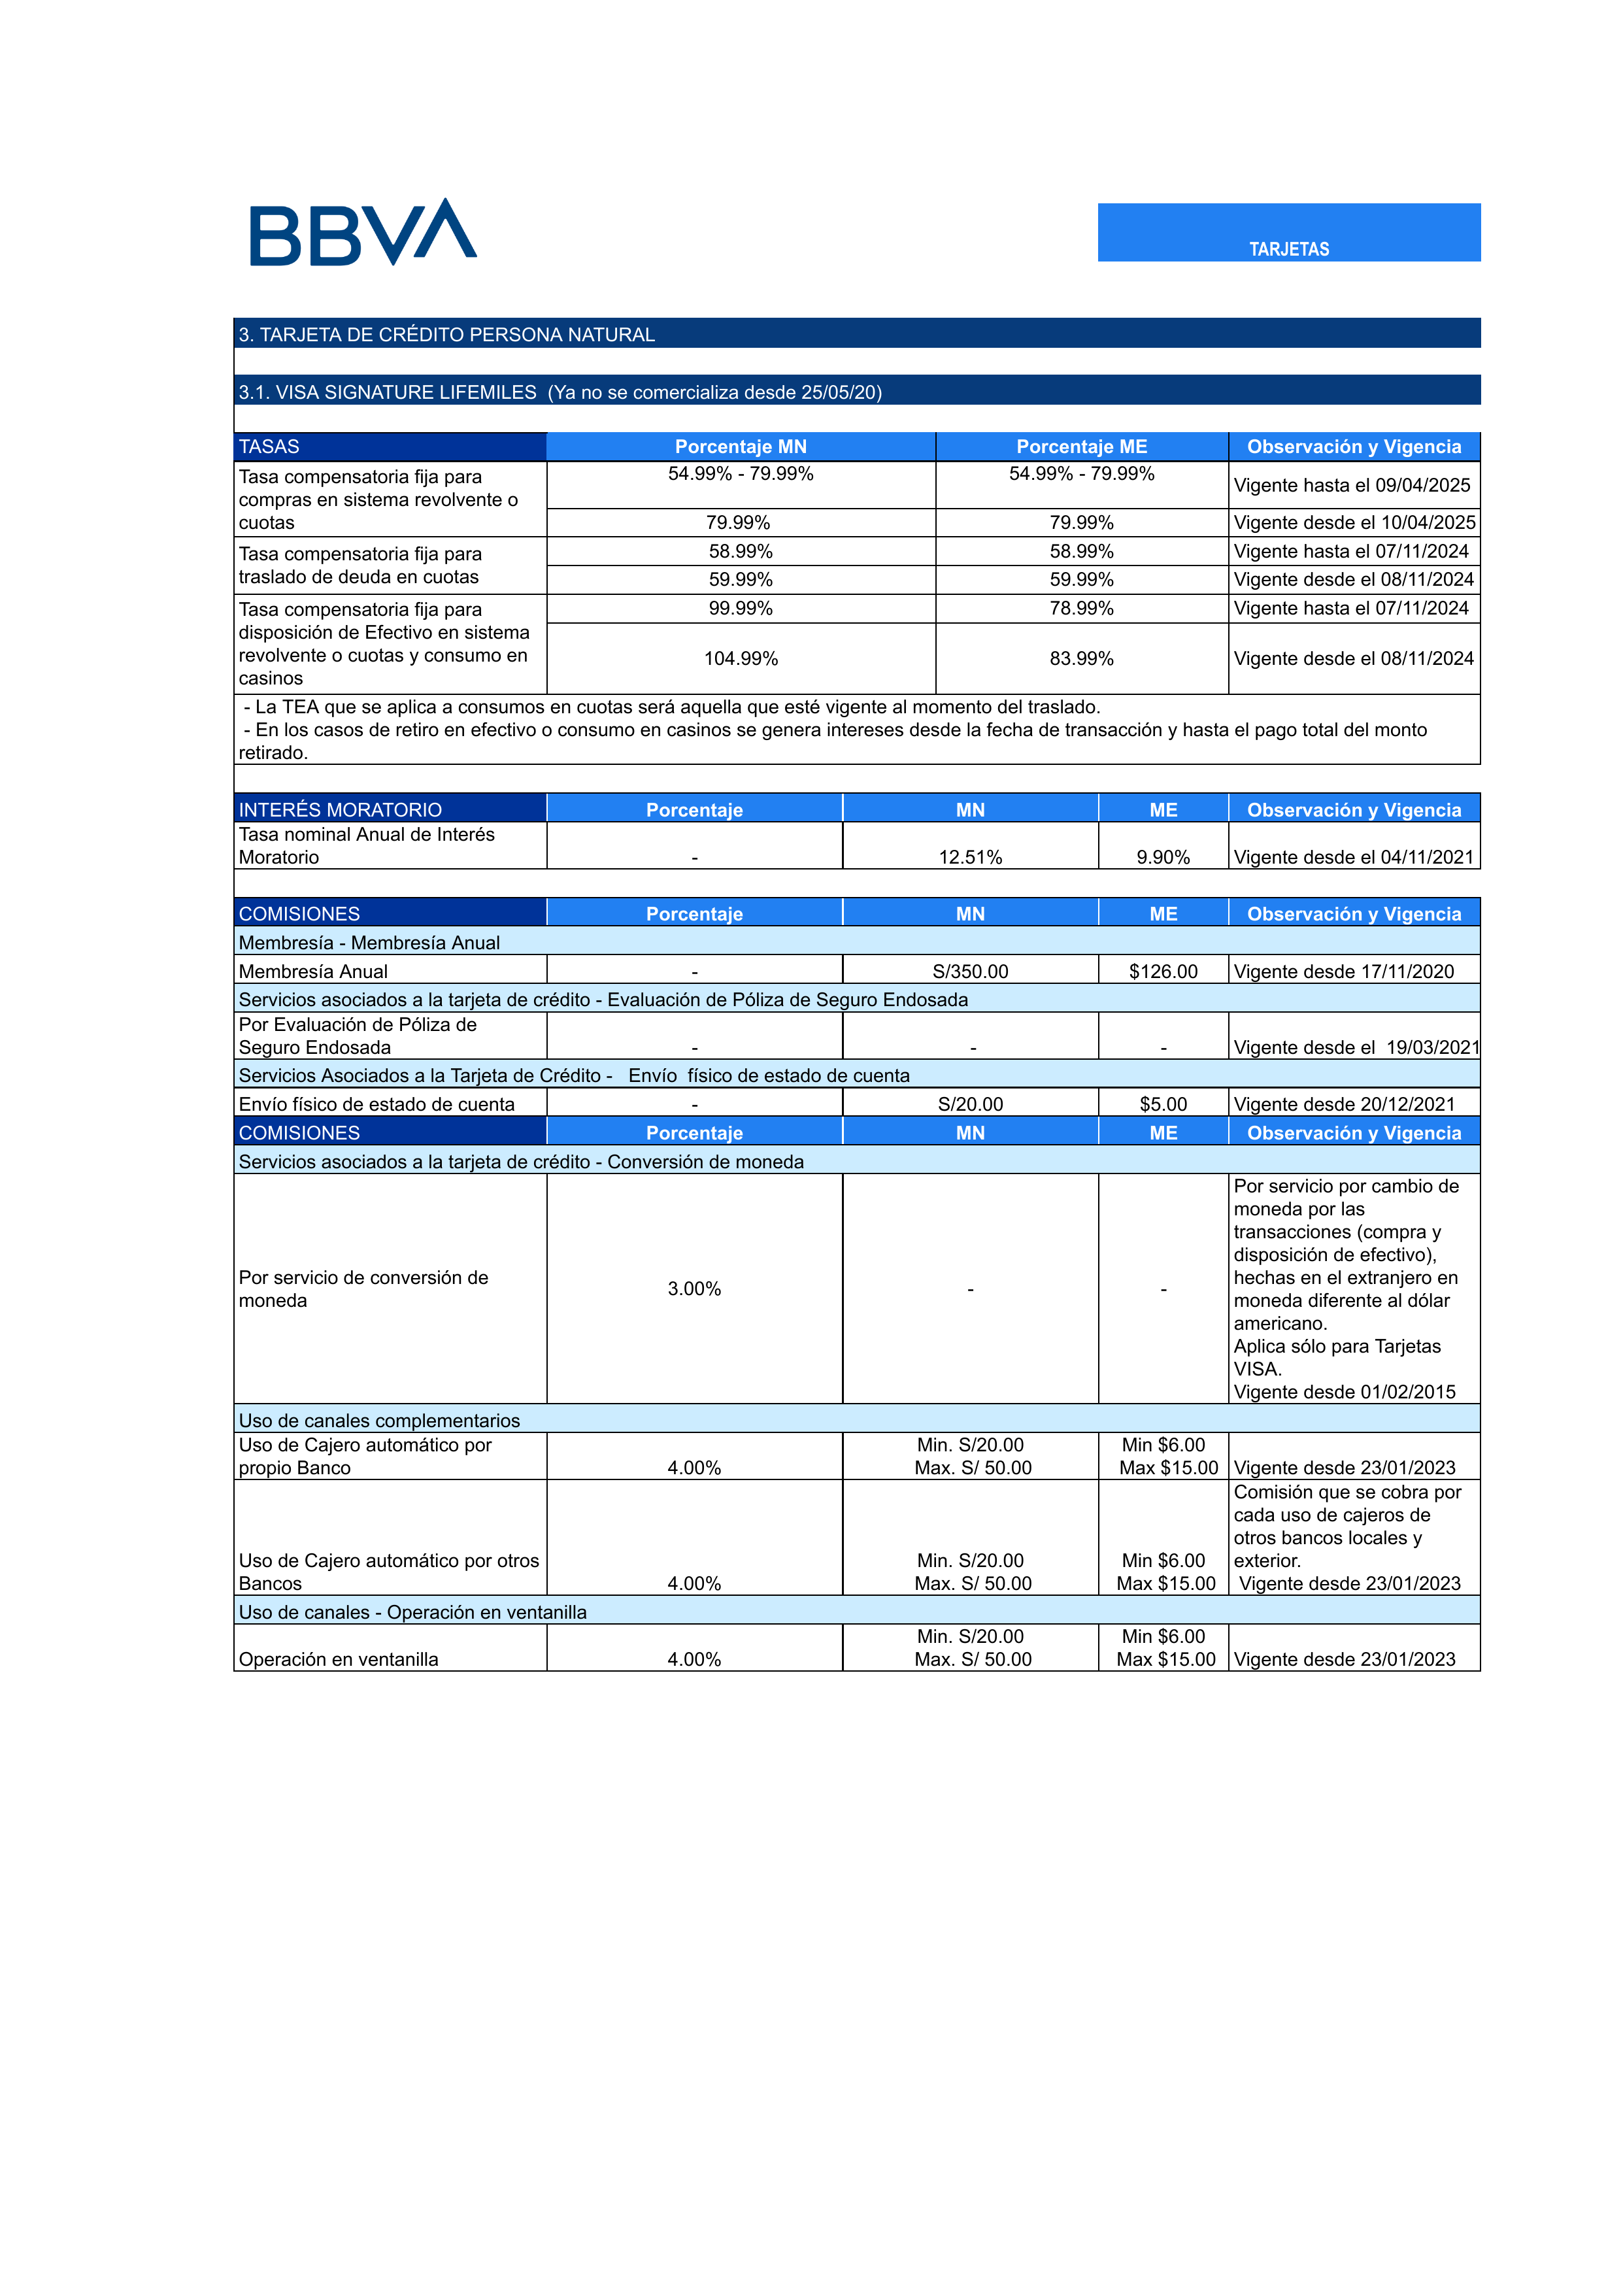 BBVA
TARJETAS
3. TARJETA DE CRÉDITO PERSONA NATURAL
3.1. VISA SIGNATURE LIFEMILES  (Ya no se comercializa desde 25/05/20)
TASAS Porcentaje MN Porcentaje ME Observación y Vigencia
Tasa compensatoria fija para
compras en sistema revolvente o
cuotas
54.99% - 79.99% 54.99% - 79.99% Vigente hasta el 09/04/2025
79.99% 79.99% Vigente desde el 10/04/2025
Tasa compensatoria fija para
traslado de deuda en cuotas
58.99% 58.99% Vigente hasta el 07/11/2024
59.99% 59.99% Vigente desde el 08/11/2024
Tasa compensatoria fija para
disposición de Efectivo en sistema
revolvente o cuotas y consumo en
casinos
99.99% 78.99% Vigente hasta el 07/11/2024
104.99% 83.99% Vigente desde el 08/11/2024
- La TEA que se aplica a consumos en cuotas será aquella que esté vigente al momento del traslado.
- En los casos de retiro en efectivo o consumo en casinos se genera intereses desde la fecha de transacción y hasta el pago total del monto
retirado.
INTERÉS MORATORIO Porcentaje MN ME Observación y Vigencia
Tasa nominal Anual de Interés
Moratorio - 12.51% 9.90% Vigente desde el 04/11/2021
COMISIONES Porcentaje MN ME Observación y Vigencia
Membresía - Membresía Anual
Membresía Anual - S/350.00 $126.00 Vigente desde 17/11/2020
Servicios asociados a la tarjeta de crédito - Evaluación de Póliza de Seguro Endosada
Por Evaluación de Póliza de
Seguro Endosada - - - Vigente desde el  19/03/2021
Servicios Asociados a la Tarjeta de Crédito -   Envío  físico de estado de cuenta
Envío físico de estado de cuenta - S/20.00 $5.00 Vigente desde 20/12/2021
COMISIONES Porcentaje MN ME Observación y Vigencia
Servicios asociados a la tarjeta de crédito - Conversión de moneda
Por servicio de conversión de
moneda
3.00% - -
Por servicio por cambio de
moneda por las
transacciones (compra y
disposición de efectivo),
hechas en el extranjero en
moneda diferente al dólar
americano.
Aplica sólo para Tarjetas
VISA.
Vigente desde 01/02/2015
Uso de canales complementarios
Uso de Cajero automático por
propio Banco
4.00%
Min. S/20.00
Max. S/ 50.00
Min $6.00
Max $15.00
Vigente desde 23/01/2023
Uso de Cajero automático por otros
Bancos
4.00%
Min. S/20.00
Max. S/ 50.00
Min $6.00
Max $15.00
Comisión que se cobra por
cada uso de cajeros de
otros bancos locales y
exterior.
Vigente desde 23/01/2023
Uso de canales - Operación en ventanilla
Operación en ventanilla
4.00%
Min. S/20.00
Max. S/ 50.00
Min $6.00
Max $15.00
Vigente desde 23/01/2023